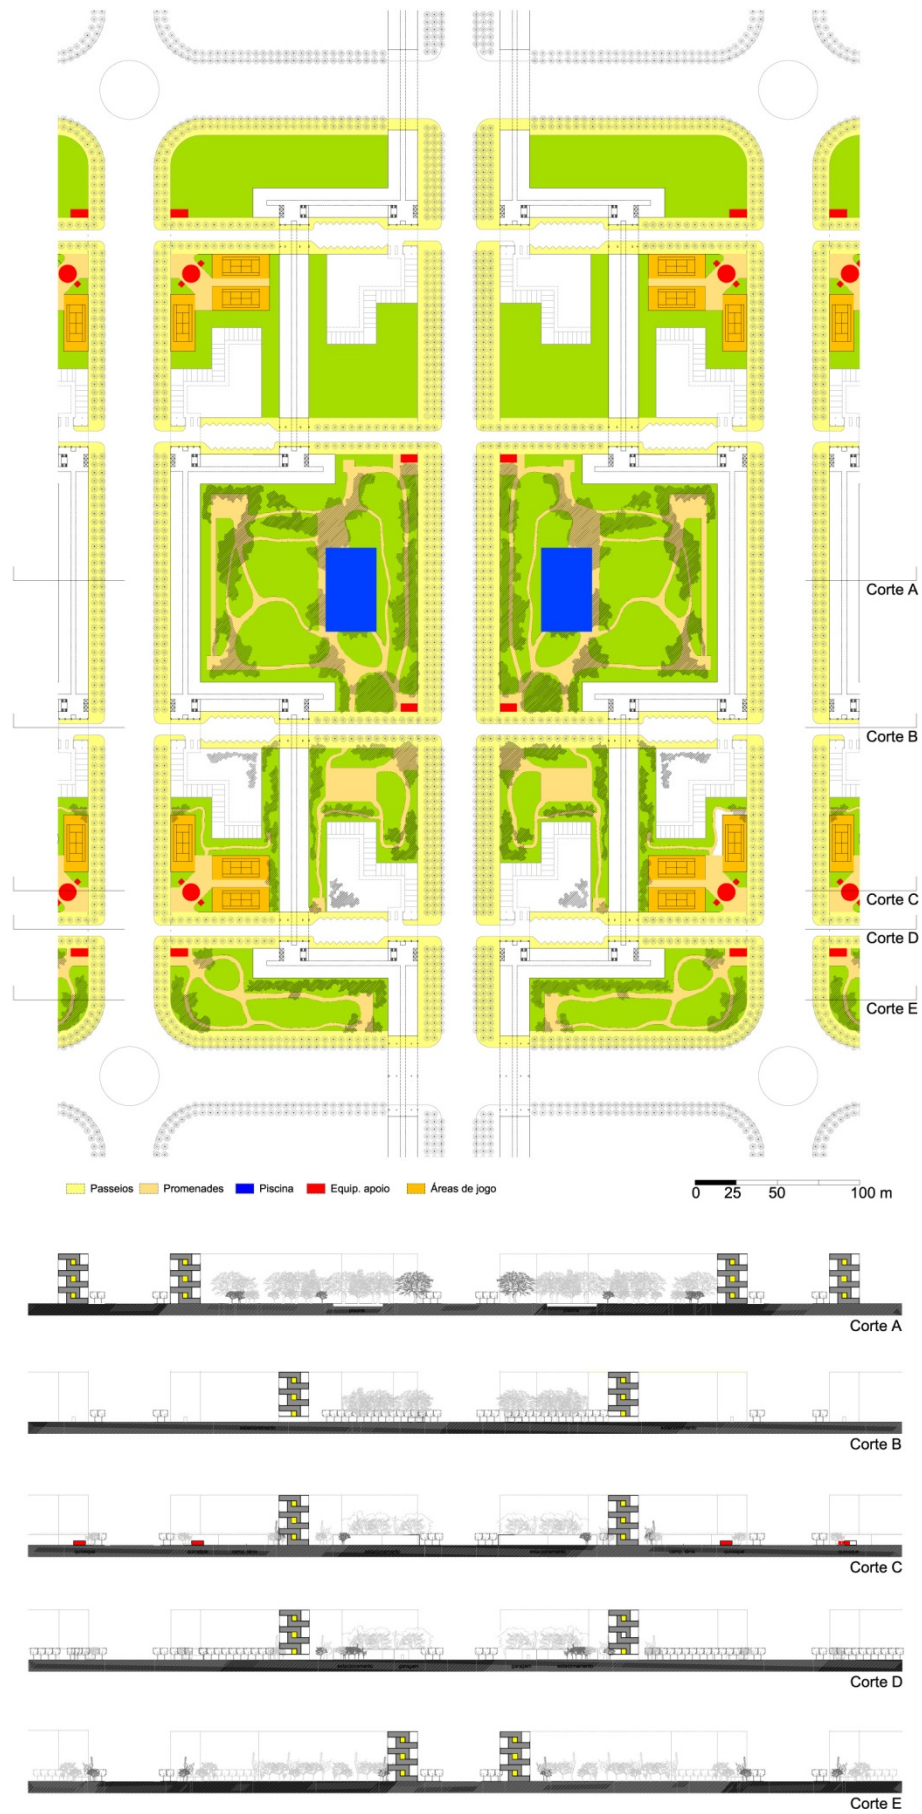 Corte A
Corte B
Corte C
Corte D
Corte E
Passeios Promenades Piscina Equip. apoio Áreas de jogo
0 25 50 100 m
Corte A
Corte B
Corte C
Corte D
Corte E